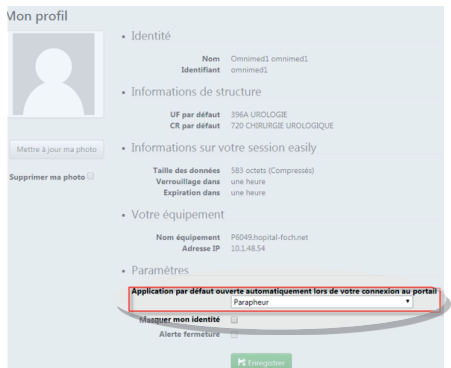 Mon profil
• Identité
Nom Omnimed1 omnimed1
Identifiant omnimed1
• Informations de structure
UF par défaut 396A UROLOGIE
CR par défaut 720 CHIRURGIE UROLOGIQUE
Mettre à jour ma photo
• Informations sur votre session easily
Supprimer ma photo
Taille des données 583 octets (Compressés)
Verrouillage dans une heure
Expiration dans une heure
• Votre équipement
Nom équipement P6049.hopital-foch.net
Adresse IP 10.1.48.54
• Paramètres
Application par défaut ouverte automatiquement lors de votre connexion au portail
Parapheur
Masquer mon identité
Alerte fermeture
Enregistrer